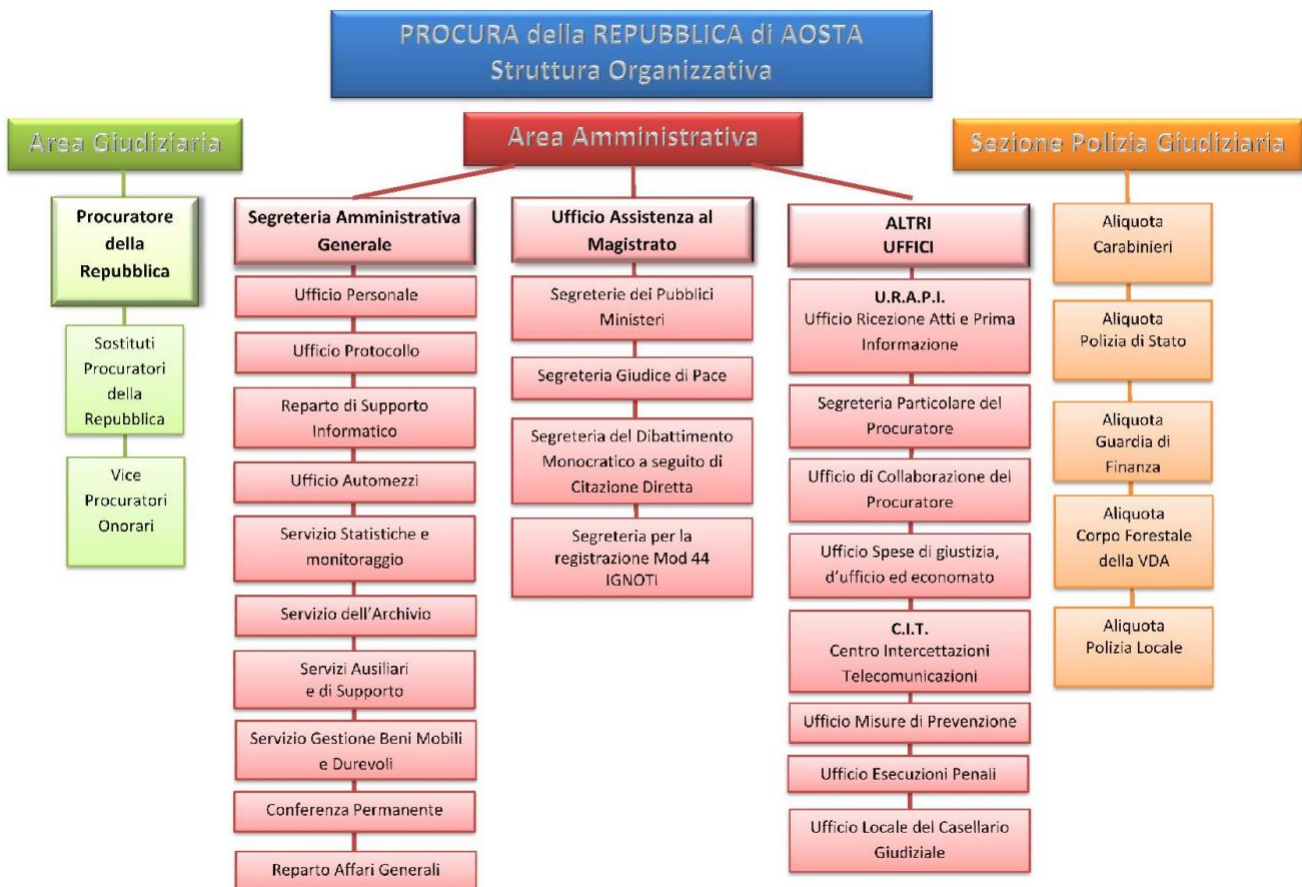 PROCURA della REPUBBLICA di AOSTA
Struttura Organizzativa
Area Giudiziaria
Procuratore
della
Repubblica
Sostituti
Procuratori
della
Repubblica
Vice
Procuratori
Onorari
Area Amministrativa
Segreteria Amministrativa
Generale
Ufficio Personale
Ufficio Protocollo
Reparto di Supporto
Informatico
Ufficio Automezzi
Servizio Statistiche e
monitoraggio
Servizio dell'Archivio
Servizi Ausiliari
e di Supporto
Servizio Gestione Beni Mobili
e Durevoli
Conferenza Permanente
Reparto Affari Generali
Ufficio Assistenza al
Magistrato
Segreterie dei Pubblici
Ministeri
Segreteria Giudice di Pace
Segreteria del Dibattimento
Monocratico a seguito di
Citazione Diretta
Segreteria per la
registrazione Mod 44
IGNOTI
ALTRI
UFFICI
U.R.A.P.I.
Ufficio Ricezione Atti e Prima
Informazione
Segreteria Particolare del
Procuratore
Ufficio di Collaborazione del
Procuratore
Ufficio Spese di giustizia,
d'ufficio ed economato
C.I.T.
Centro Intercettazioni
Telecomunicazioni
Ufficio Misure di Prevenzione
Ufficio Esecuzioni Penali
Ufficio Locale del Casellario
Giudiziale
Sezione Polizia Giudiziaria
Aliquota
Carabinieri
Aliquota
Polizia di Stato
Aliquota
Guardia di
Finanza
Aliquota
Corpo Forestale
della VDA
Aliquota
Polizia Locale